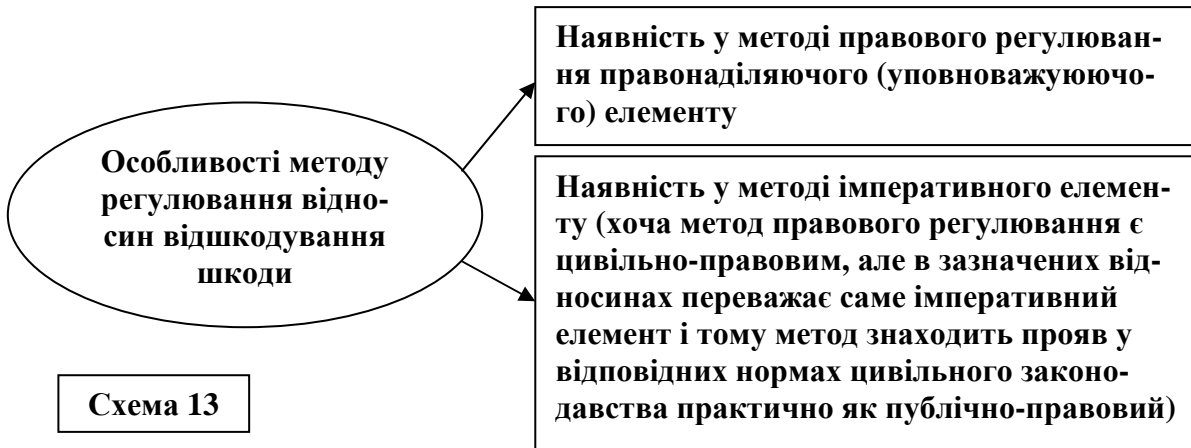 Наявність у методі правового регулюван-
ня правонаділяючого (уповноважуюючо-
го) елементу
Особливості методу
регулювання відно-
син відшкодування
шкоди
Наявність у методі імперативного елемен-
ту (хоча метод правового регулювання є
цивільно-правовим, але в зазначених від-
носинах переважає саме імперативний
елемент і тому метод знаходить прояв у
відповідних нормах цивільного законо-
давства практично як публічно-правовий)
Схема 13